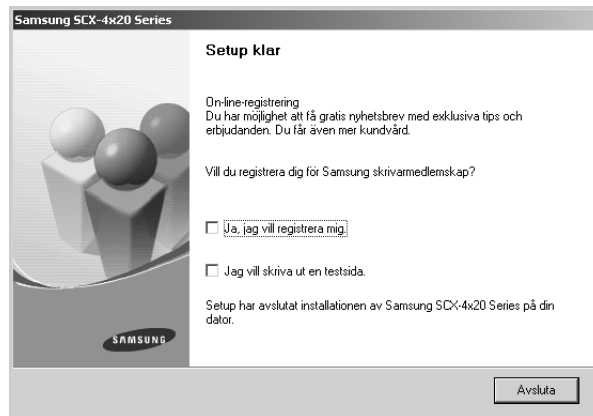 Samsung SCX-4x20 Series
Setup klar
On-line-registrering
Du har möjlighet att få gratis nyhetsbrev med exklusiva tips och
erbjudanden. Du får även mer kundvård.
Vill du registrera dig för Samsung skrivarmedlemskap?
Ja, jag vill registrera mig.
Jag vill skriva ut en testsida.
Setup har avslutat installationen av Samsung SCX-4x20 Series på din
dator.
SAMSUNG
Avsluta